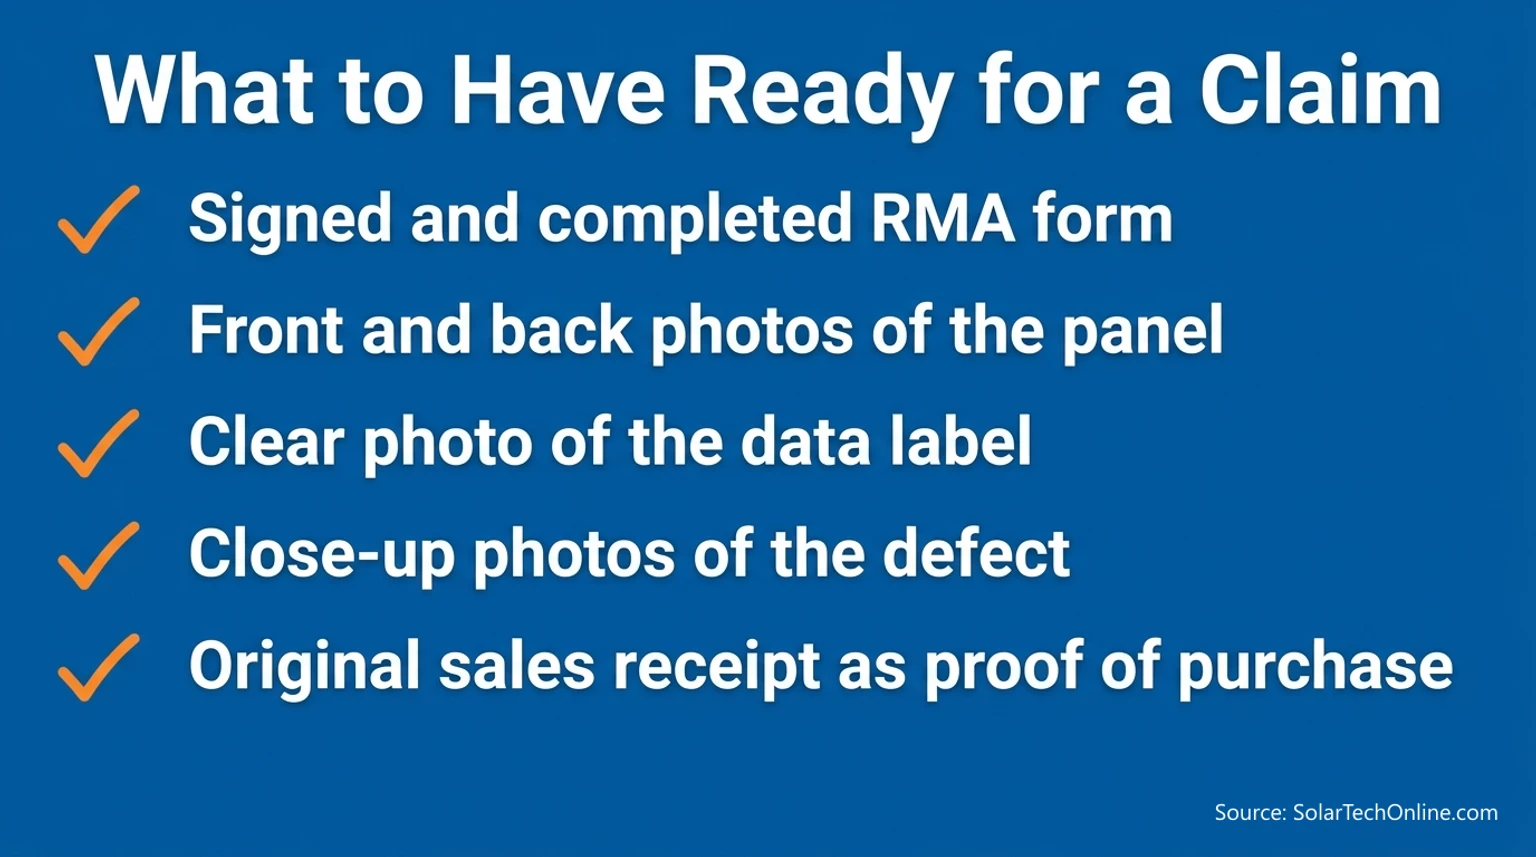 What to Have Ready for a Claim
Signed and completed RMA form
Front and back photos of the panel
Clear photo of the data label
Close-up photos of the defect
Original sales receipt as proof of purchase
Source: SolarTechOnline.com